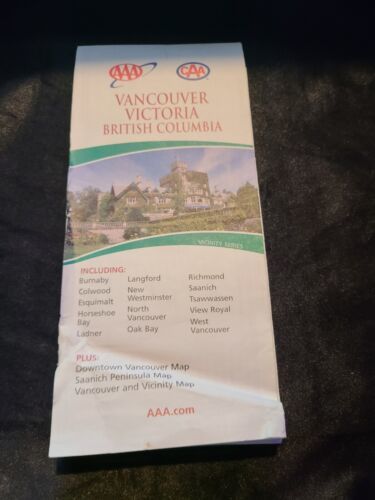 AAA
CAA
VANCOUVER
VICTORIA
BRITISH COLUMBIA
VICINITY SERIES
INCLUDING:
Burnaby
Colwood
Esquimalt
Horseshoe
Bay
Ladner
Langford
New
Westminster
North
Vancouver
Oak Bay
Richmond
Saanich
Tsawwassen
View Royal
West
Vancouver
PLUS:
Downtown Vancouver Map
Saanich Peninsula Map
Vancouver and Vicinity Map
AAA.com